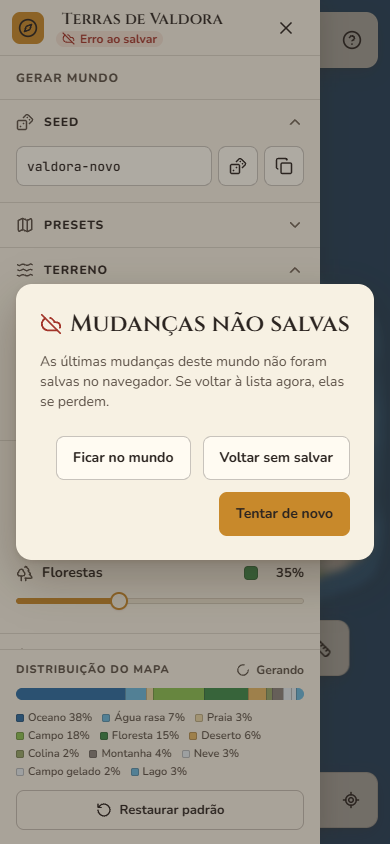 Terras de Valdora
Erro ao salvar
GERAR MUNDO
SEED
valdora-novo
PRESETS
TERRENO
Mudanças não salvas
As últimas mudanças deste mundo não foram
salvas no navegador. Se voltar à lista agora, elas
se perdem.
Ficar no mundo Voltar sem salvar
Tentar de novo
Florestas 35%
DISTRIBUIÇÃO DO MAPA Gerando
Oceano 38% Água rasa 7% Praia 3%
Campo 18% Floresta 15% Deserto 6%
Colina 2% Montanha 4% Neve 3%
Campo gelado 2% Lago 3%
Restaurar padrão